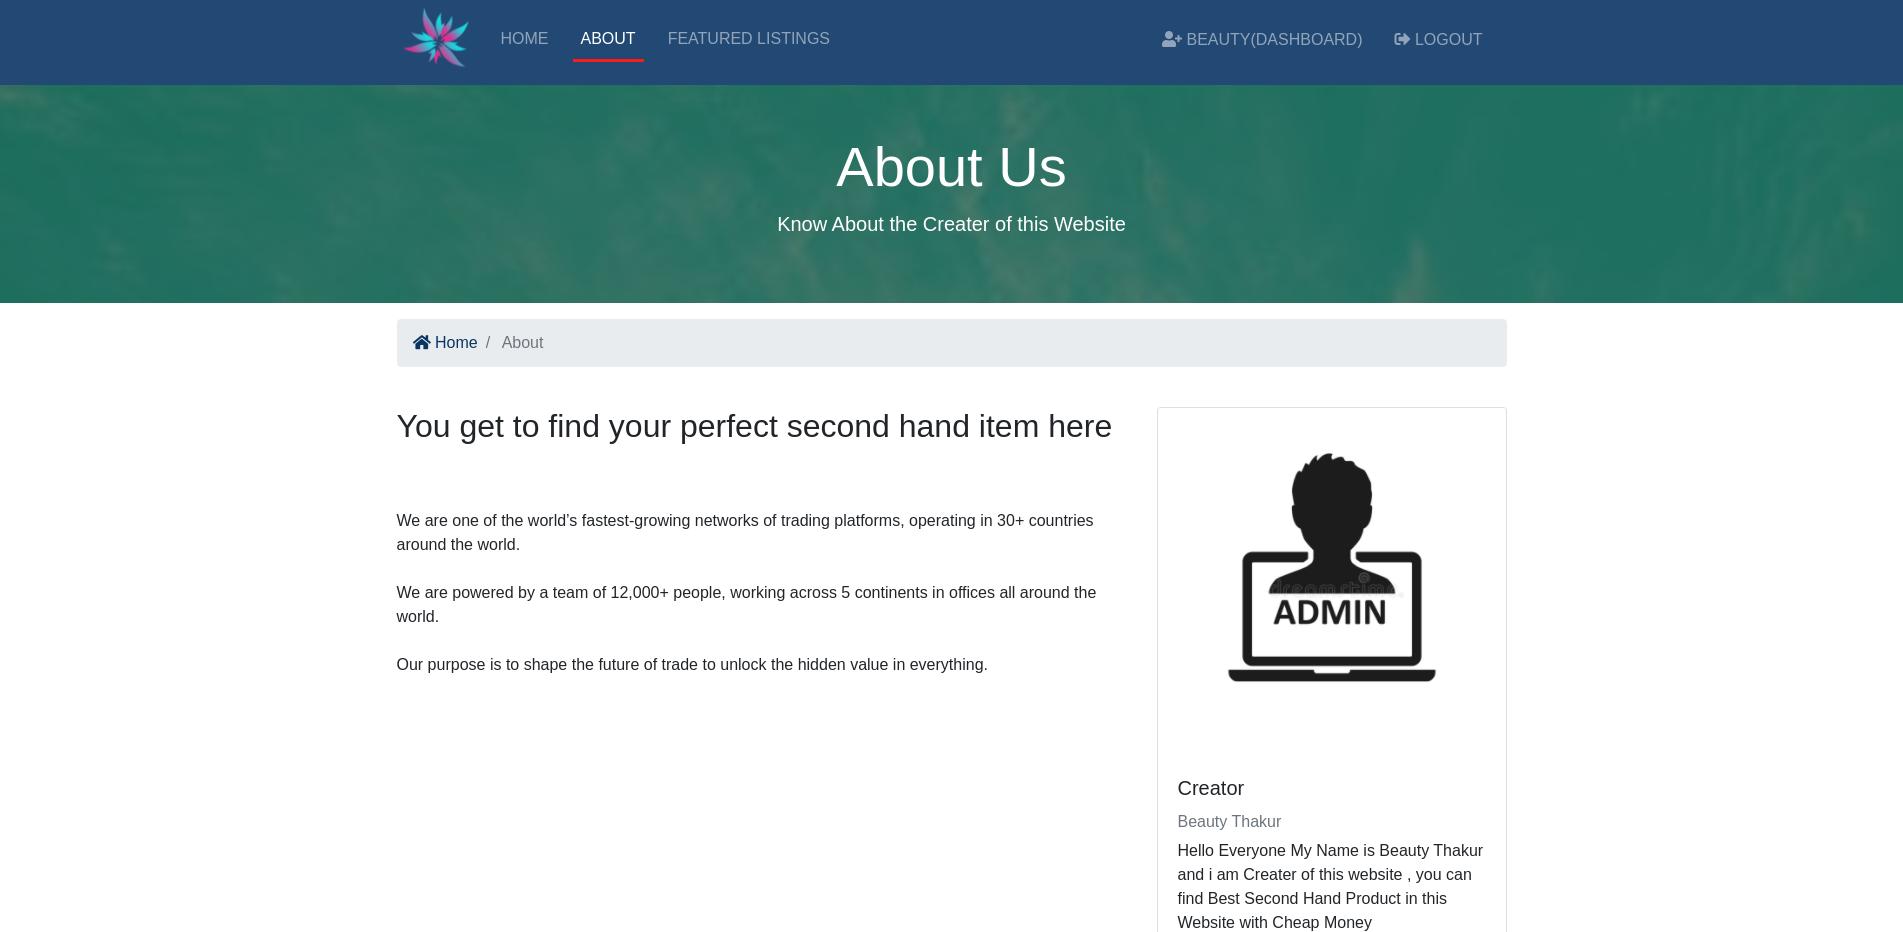 HOME ABOUT FEATURED LISTINGS BEAUTY(DASHBOARD) LOGOUT
About Us
Know About the Creater of this Website
Home / About
You get to find your perfect second hand item here
We are one of the world’s fastest-growing networks of trading platforms, operating in 30+ countries
around the world.
We are powered by a team of 12,000+ people, working across 5 continents in offices all around the
world.
Our purpose is to shape the future of trade to unlock the hidden value in everything.
ADMIN
Creator
Beauty Thakur
Hello Everyone My Name is Beauty Thakur
and i am Creater of this website , you can
find Best Second Hand Product in this
Website with Cheap Money